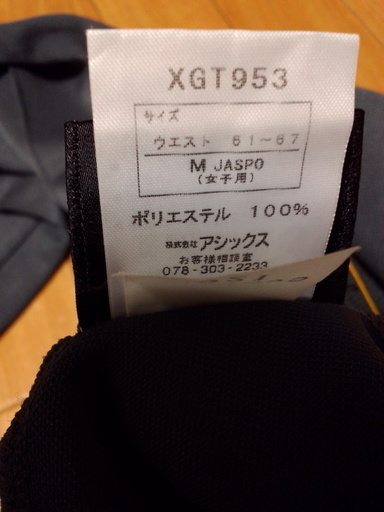 XGT953
サイズ
ウエスト 61～67
M JASPO
(女子用)
ポリエステル 100%
株式会社 アシックス
お客様相談室
078-303-2233